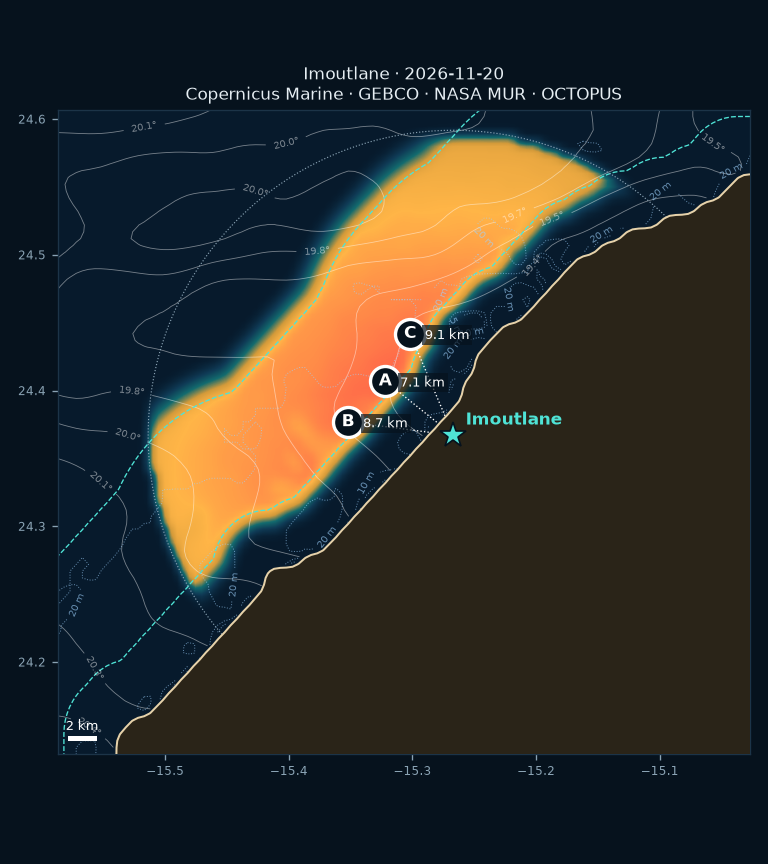 Imoutlane · 2026-11-20
Copernicus Marine · GEBCO · NASA MUR · OCTOPUS
24.6
24.5
24.4
24.3
24.2
20.1°
20.0°
20.0°
19.8°
19.7°
19.5°
19.5°
19.4°
20 m
20 m
20 m
20 m
C 9.1 km
A 7.1 km
B 8.7 km
Imoutlane
19.8°
20.0°
20.1°
10 m
20 m
20 m
20 m
2 km
−15.5
−15.4
−15.3
−15.2
−15.1